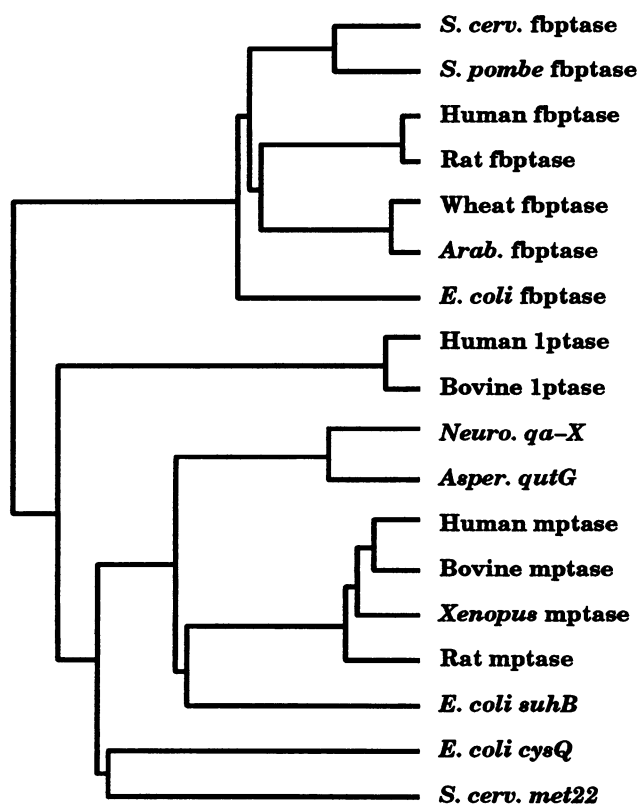 S. cerv. fbptase
S. pombe fbptase
Human fbptase
Rat fbptase
Wheat fbptase
Arab. fbptase
E. coli fbptase
Human 1ptase
Bovine 1ptase
Neuro. qa–X
Asper. qutG
Human mptase
Bovine mptase
Xenopus mptase
Rat mptase
E. coli suhB
E. coli cysQ
S. cerv. met22